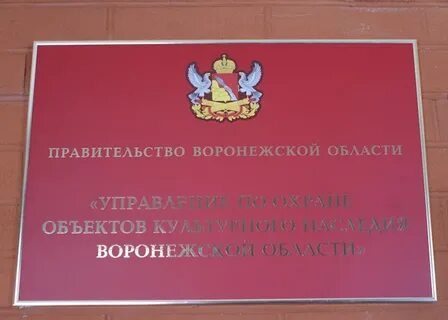 ПРАВИТЕЛЬСТВО ВОРОНЕЖСКОЙ ОБЛАСТИ
«УПРАВЛЕНИЕ ПО ОХРАНЕ
ОБЪЕКТОВ КУЛЬТУРНОГО НАСЛЕДИЯ
ВОРОНЕЖСКОЙ ОБЛАСТИ»